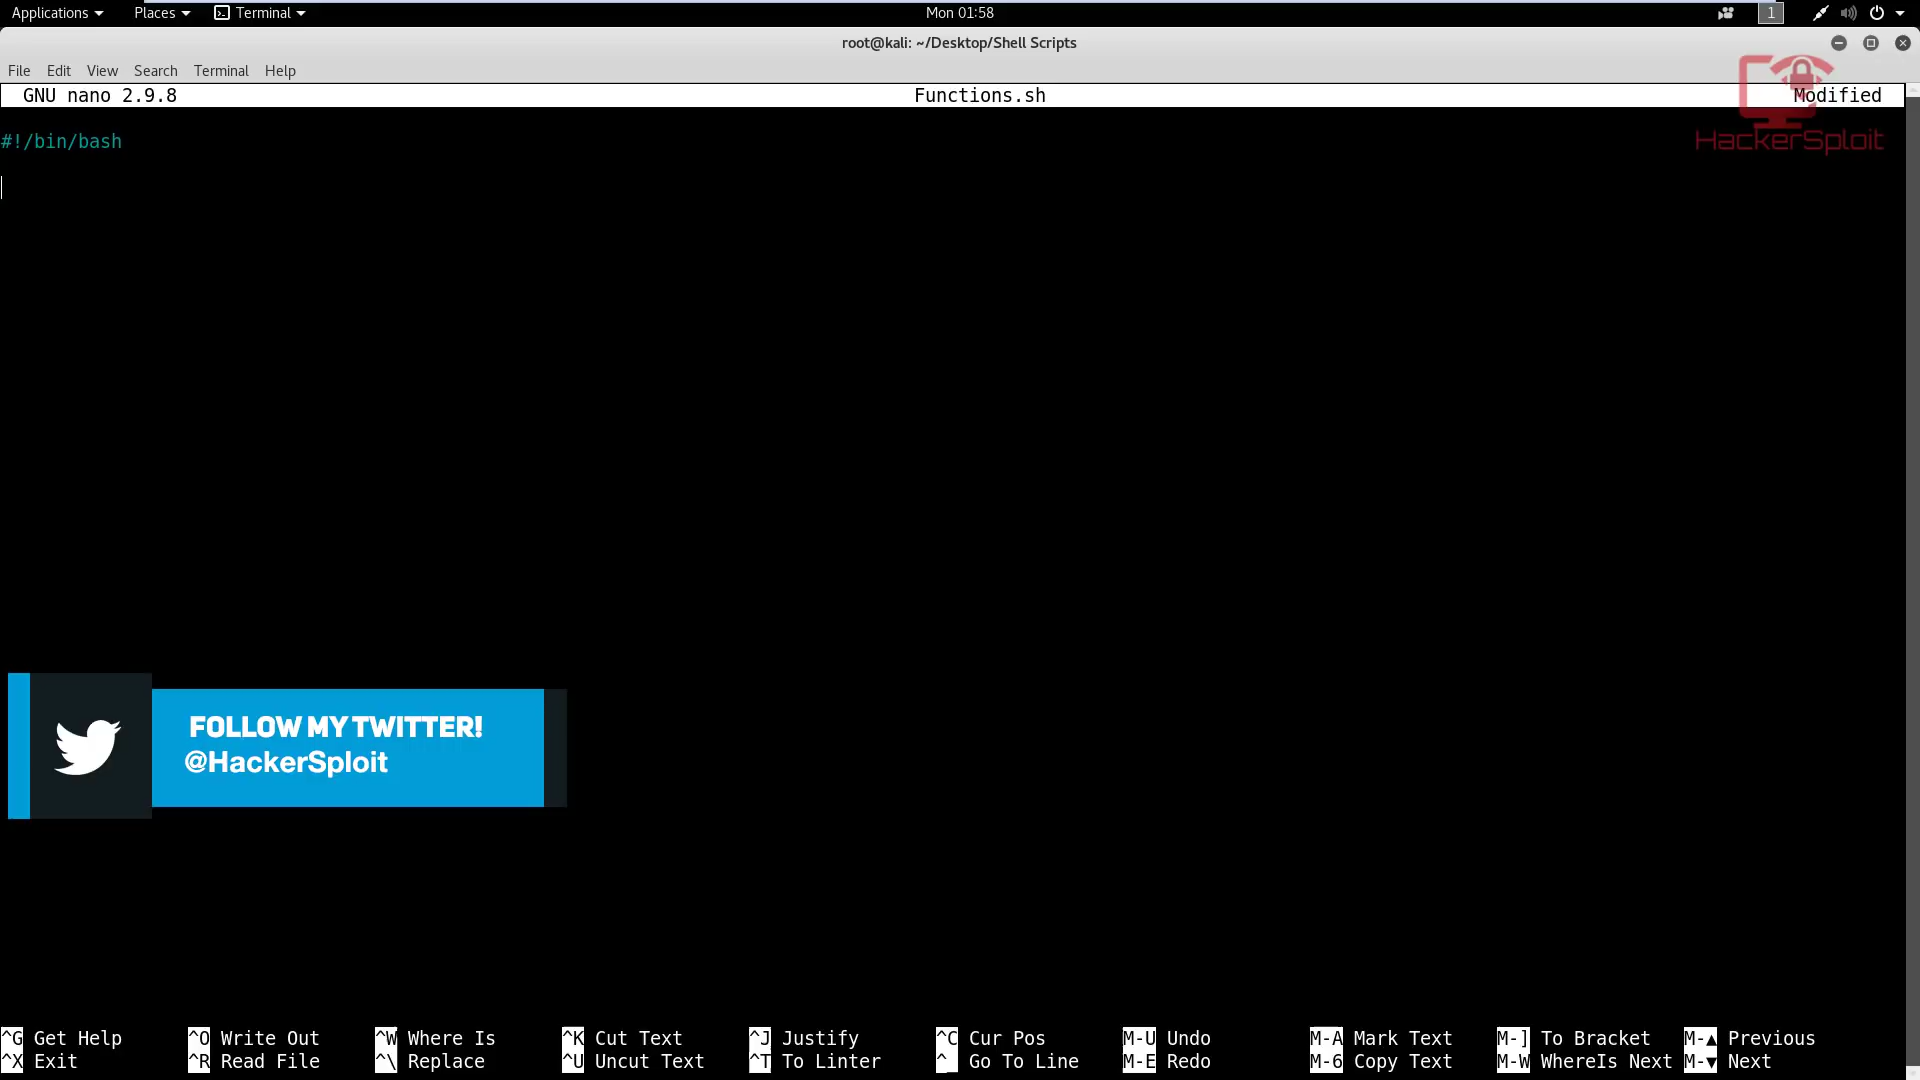 Applications Places Terminal Mon 01:58 1
root@kali: ~/Desktop/Shell Scripts
File Edit View Search Terminal Help
GNU nano 2.9.8 Functions.sh Modified
HackerSploit
#!/bin/bash
FOLLOW MY TWITTER!
@HackerSploit
^G Get Help ^O Write Out ^W Where Is ^K Cut Text ^J Justify ^C Cur Pos M-U Undo M-A Mark Text M-] To Bracket M-▲ Previous
^X Exit ^R Read File ^\ Replace ^U Uncut Text ^T To Linter ^_ Go To Line M-E Redo M-6 Copy Text M-W WhereIs Next M-▼ Next